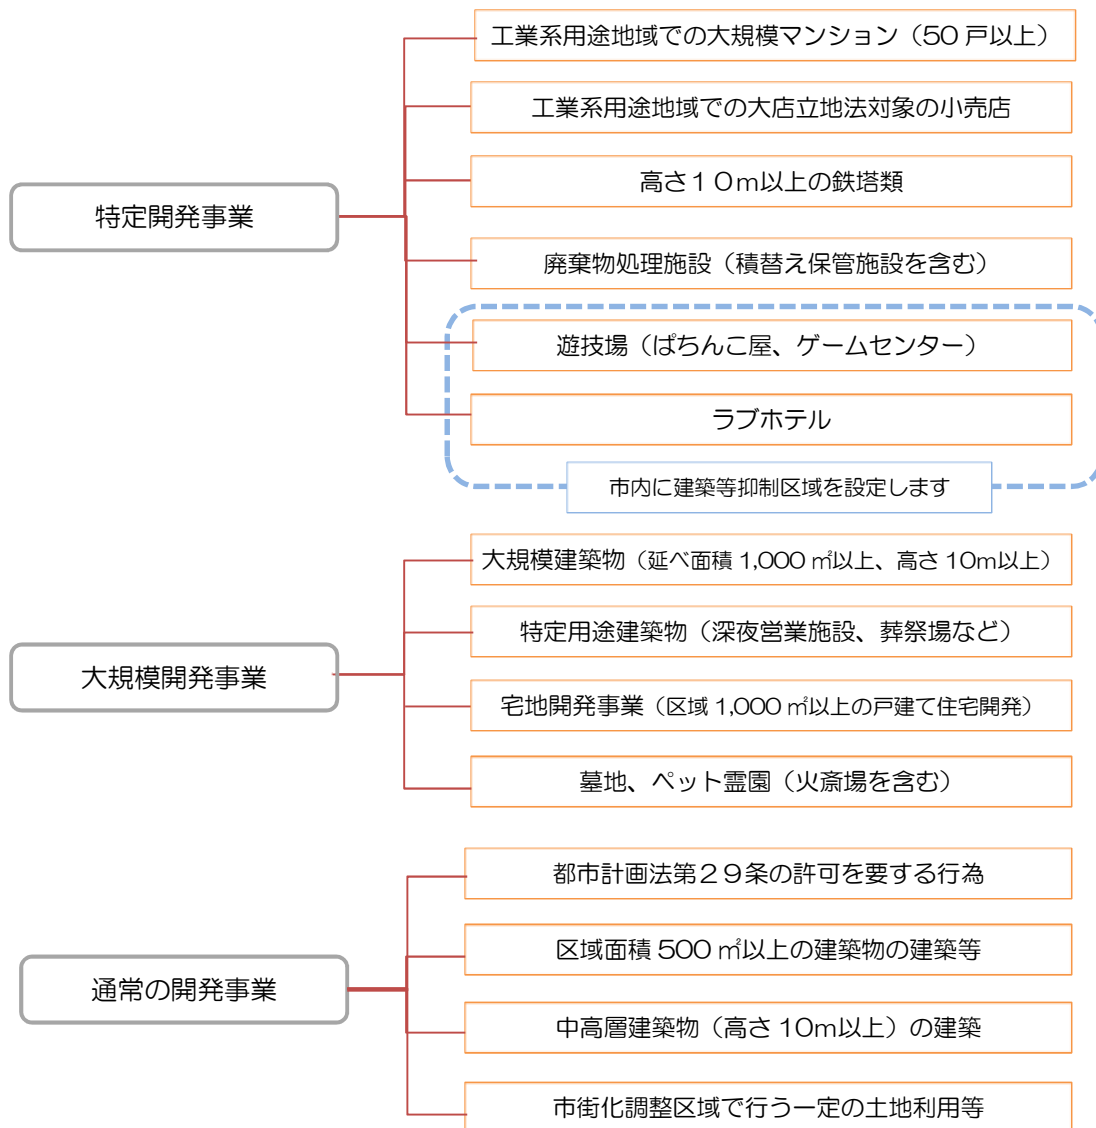 特定開発事業
工業系用途地域での大規模マンション（50 戸以上）
工業系用途地域での大店立地法対象の小売店
高さ１０ｍ以上の鉄塔類
廃棄物処理施設（積替え保管施設を含む）
遊技場（ぱちんこ屋、ゲームセンター）
ラブホテル
市内に建築等抑制区域を設定します
大規模開発事業
大規模建築物（延べ面積 1,000 ㎡以上、高さ 10m以上）
特定用途建築物（深夜営業施設、葬祭場など）
宅地開発事業（区域 1,000 ㎡以上の戸建て住宅開発）
墓地、ペット霊園（火斎場を含む）
通常の開発事業
都市計画法第２９条の許可を要する行為
区域面積 500 ㎡以上の建築物の建築等
中高層建築物（高さ 10m以上）の建築
市街化調整区域で行う一定の土地利用等